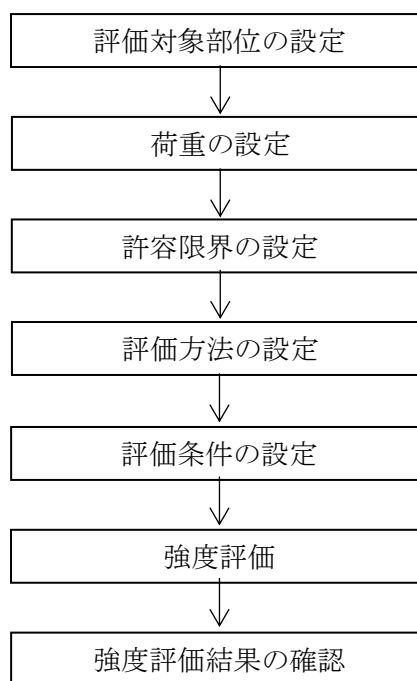 評価対象部位の設定
荷重の設定
許容限界の設定
評価方法の設定
評価条件の設定
強度評価
強度評価結果の確認